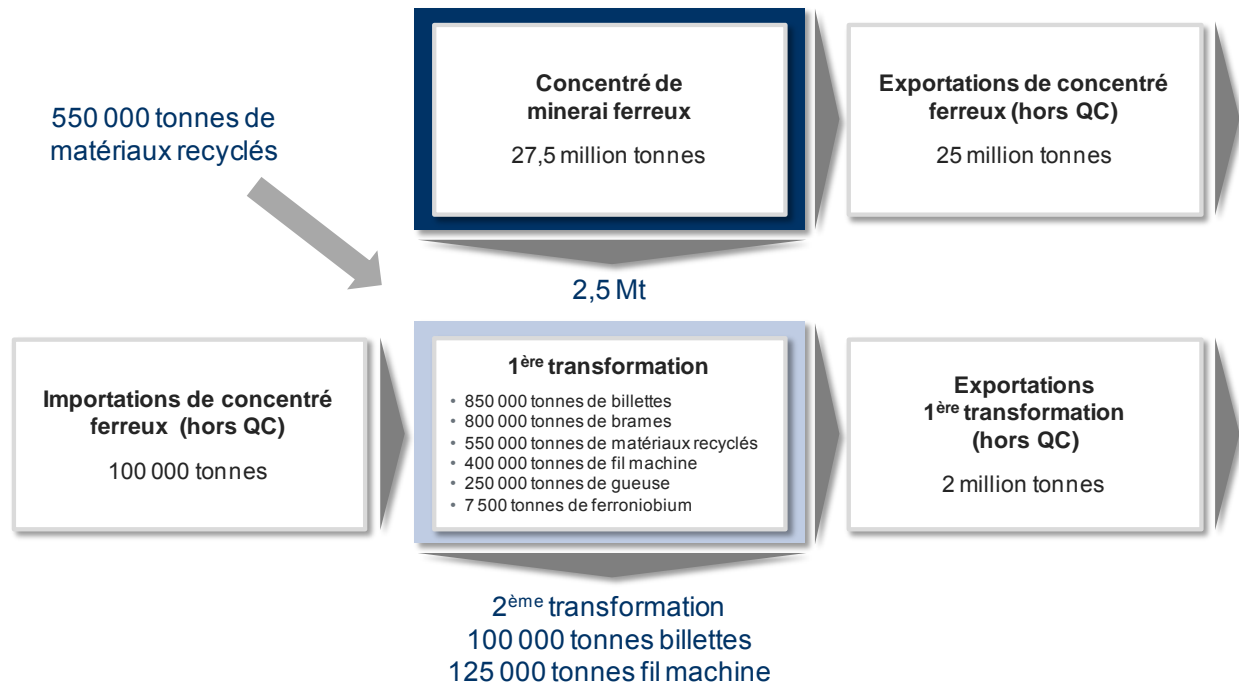 550 000 tonnes de
matériaux recyclés
Concentré de
minerai ferreux
27,5 million tonnes
Exportations de concentré
ferreux (hors QC)
25 million tonnes
2,5 Mt
Importations de concentré
ferreux (hors QC)
100 000 tonnes
1ère transformation
• 850 000 tonnes de billettes
• 800 000 tonnes de brames
• 550 000 tonnes de matériaux recyclés
• 400 000 tonnes de fil machine
• 250 000 tonnes de gueuse
• 7 500 tonnes de ferroniobium
Exportations
1ère transformation
(hors QC)
2 million tonnes
2ème transformation
100 000 tonnes billettes
125 000 tonnes fil machine